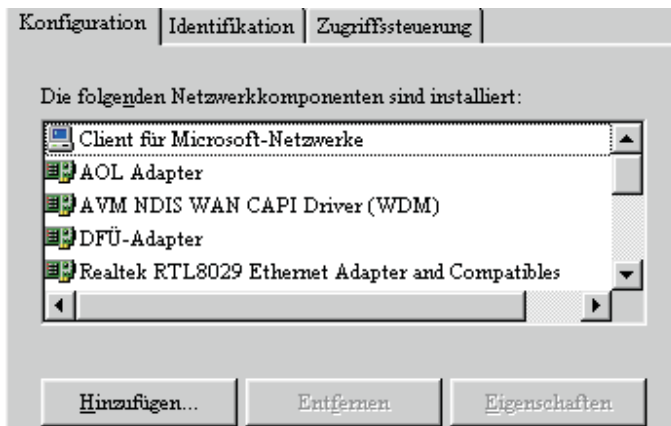 Konfiguration
Identifikation
Zugriffssteuerung
Die folgenden Netzwerkkomponenten sind installiert:
Client für Microsoft-Netzwerke
AOL Adapter
AVM NDIS WAN CAPI Driver (WDM)
DFÜ-Adapter
Realtek RTL8029 Ethernet Adapter and Compatibles
Hinzufügen...
Entfernen
Eigenschaften